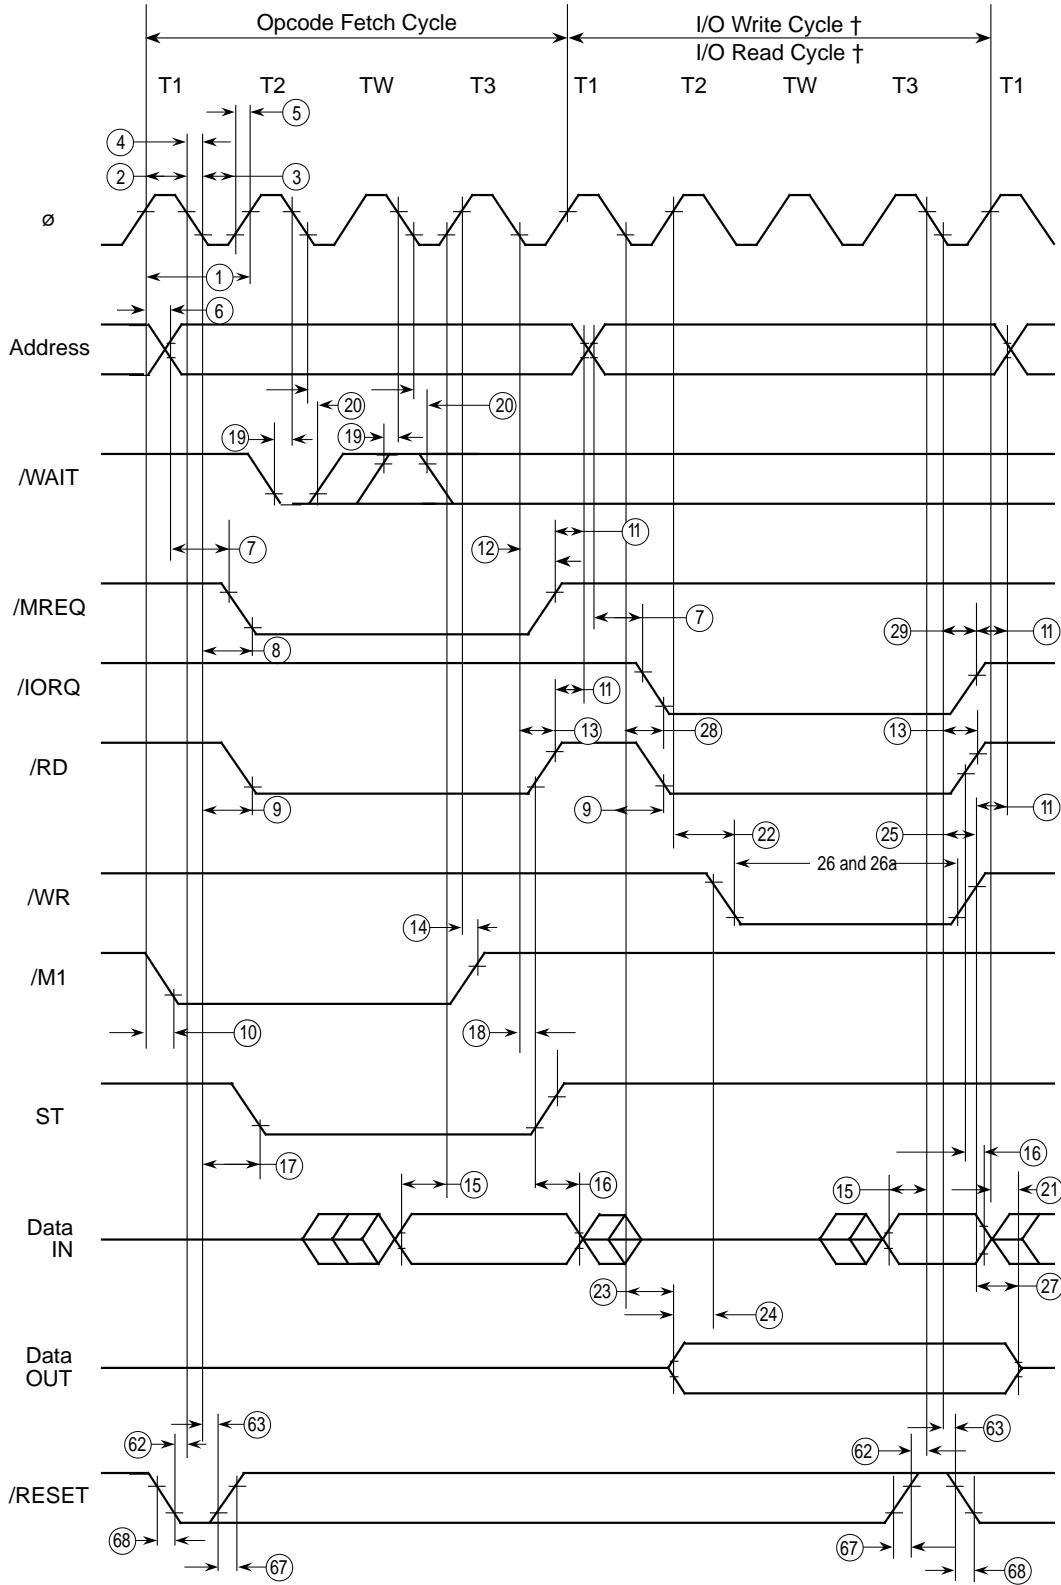 Opcode Fetch Cycle
I/O Write Cycle †
I/O Read Cycle †
T1 T2 TW T3 T1 T2 TW T3 T1
5
4
2 3
ø
1
6
Address
20 20
19 19
/WAIT
11
7 12
/MREQ
7 29 11
8
/IORQ
11
13 28 13
/RD
9 9 11
22 25
26 and 26a
/WR
14
/M1
10 18
ST
17 16
15 16 15 21
Data
IN
23 27
24
Data
OUT
63 63
62 62
/RESET
68 67
67 68